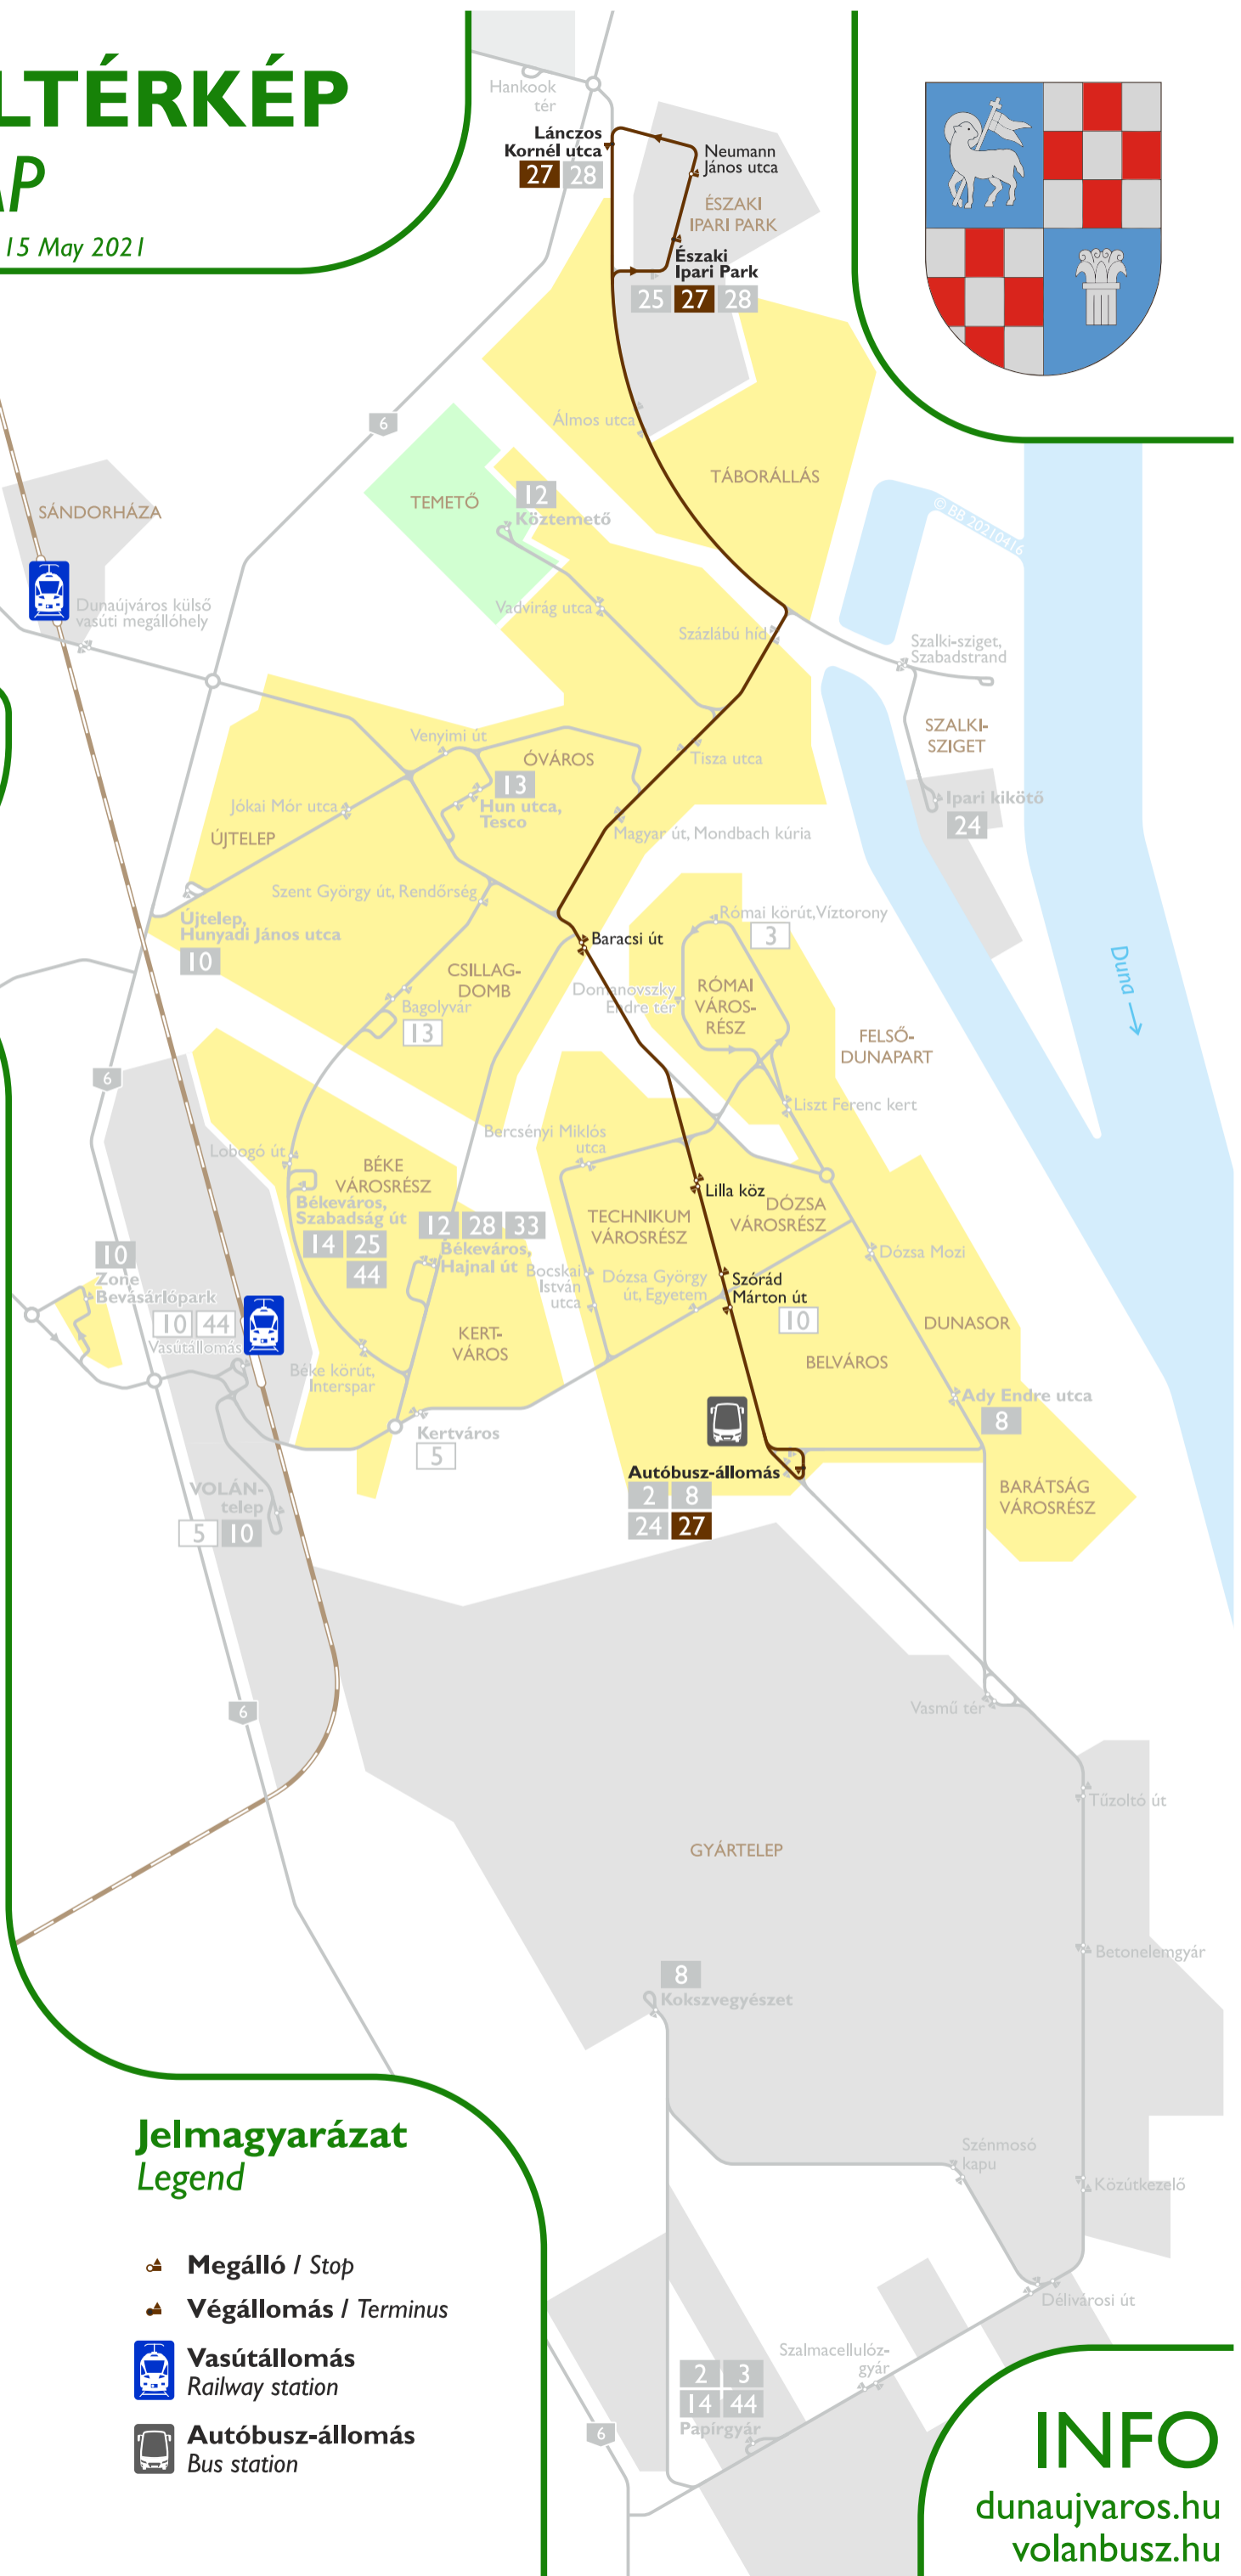 LTÉRKÉP
AP
15 May 2021
Hankook
tér
Lánczos
Kornél utca
27 28
Neumann
János utca
ÉSZAKI
IPARI PARK
Északi
Ipari Park
25 27 28
Álmos utca
6
TÁBORÁLLÁS
TEMETŐ
12
Köztemető
SÁNDORHÁZA
© BB 20210416
Dunaújváros külső
vasúti megállóhely
Vadvirág utca
Százlábú híd
Szalki-sziget,
Szabadstrand
SZALKI-
SZIGET
Venyimi út
ÓVÁROS
Tisza utca
13
Hun utca,
Tesco
Jókai Mór utca
ÚJTELEP
Ipari kikötő
24
Magyar út, Mondbach kúria
Szent György út, Rendőrség
Újtelep,
Hunyadi János utca
10
Római körút, Víztorony
3
Baracsi út
CSILLAG-
DOMB
Bagolyvár
13
Domanovszky
Endre tér
RÓMAI
VÁROS-
RÉSZ
Duna →
FELSŐ-
DUNAPART
6
Liszt Ferenc kert
Bercsényi Miklós
utca
Lobogó út
BÉKE
VÁROSRÉSZ
Lilla köz
Békeváros,
Szabadság út
14 25
44
12 28 33
Békeváros,
Hajnal út
TECHNIKUM
VÁROSRÉSZ
DÓZSA
VÁROSRÉSZ
10
Zone
Bevásárlópark
Dózsa Mozi
Bocskai
István
utca
Dózsa György
út, Egyetem
Szórád
Márton út
10
10 44
Vasútállomás
KERT-
VÁROS
DUNASOR
BELVÁROS
Béke körút,
Interspar
Ady Endre utca
8
Kertváros
5
Autóbusz-állomás
2 8
24 27
VOLÁN-
telep
5 10
BARÁTSÁG
VÁROSRÉSZ
6
Vasmű tér
Tűzoltó út
GYÁRTELEP
Betonelemgyár
8
Kokszvegyészet
Jelmagyarázat
Legend
Szénmosó
kapu
Közútkezelő
Megálló / Stop
Végállomás / Terminus
Délivárosi út
Vasútállomás
Railway station
Szalmacellulóz-
gyár
2 3
14 44
Papírgyár
6
Autóbusz-állomás
Bus station
INFO
dunaujvaros.hu
volanbusz.hu